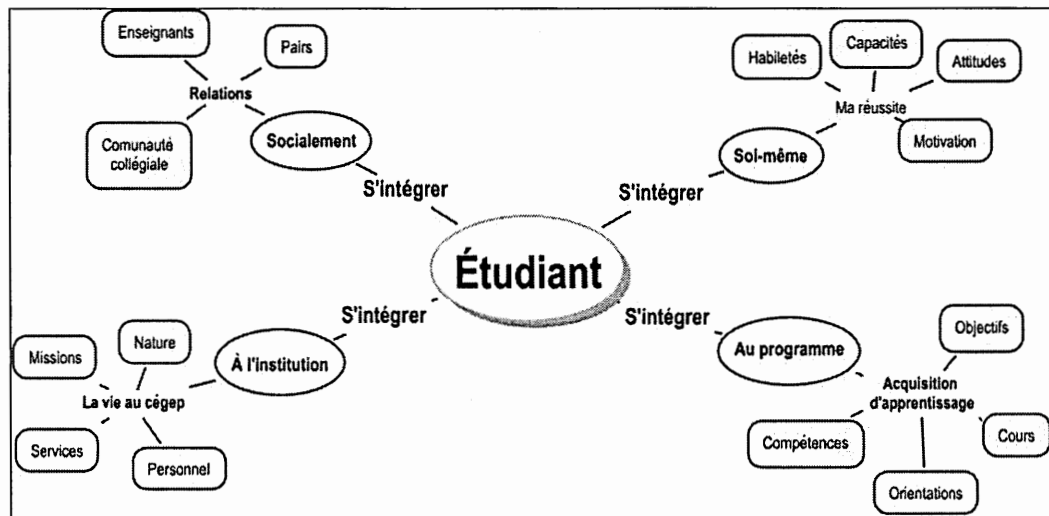 Enseignants
Pairs
Relations
Socialement
Comunauté
collégiale
S'intégrer
Capacités
Habiletés
Attitudes
Ma réussite
Motivation
Soi-même
S'intégrer
Étudiant
S'intégrer
À l'institution
Nature
Missions
La vie au cégep
Services
Personnel
S'intégrer
Au programme
Objectifs
Acquisition
d'apprentissage
Compétences
Cours
Orientations